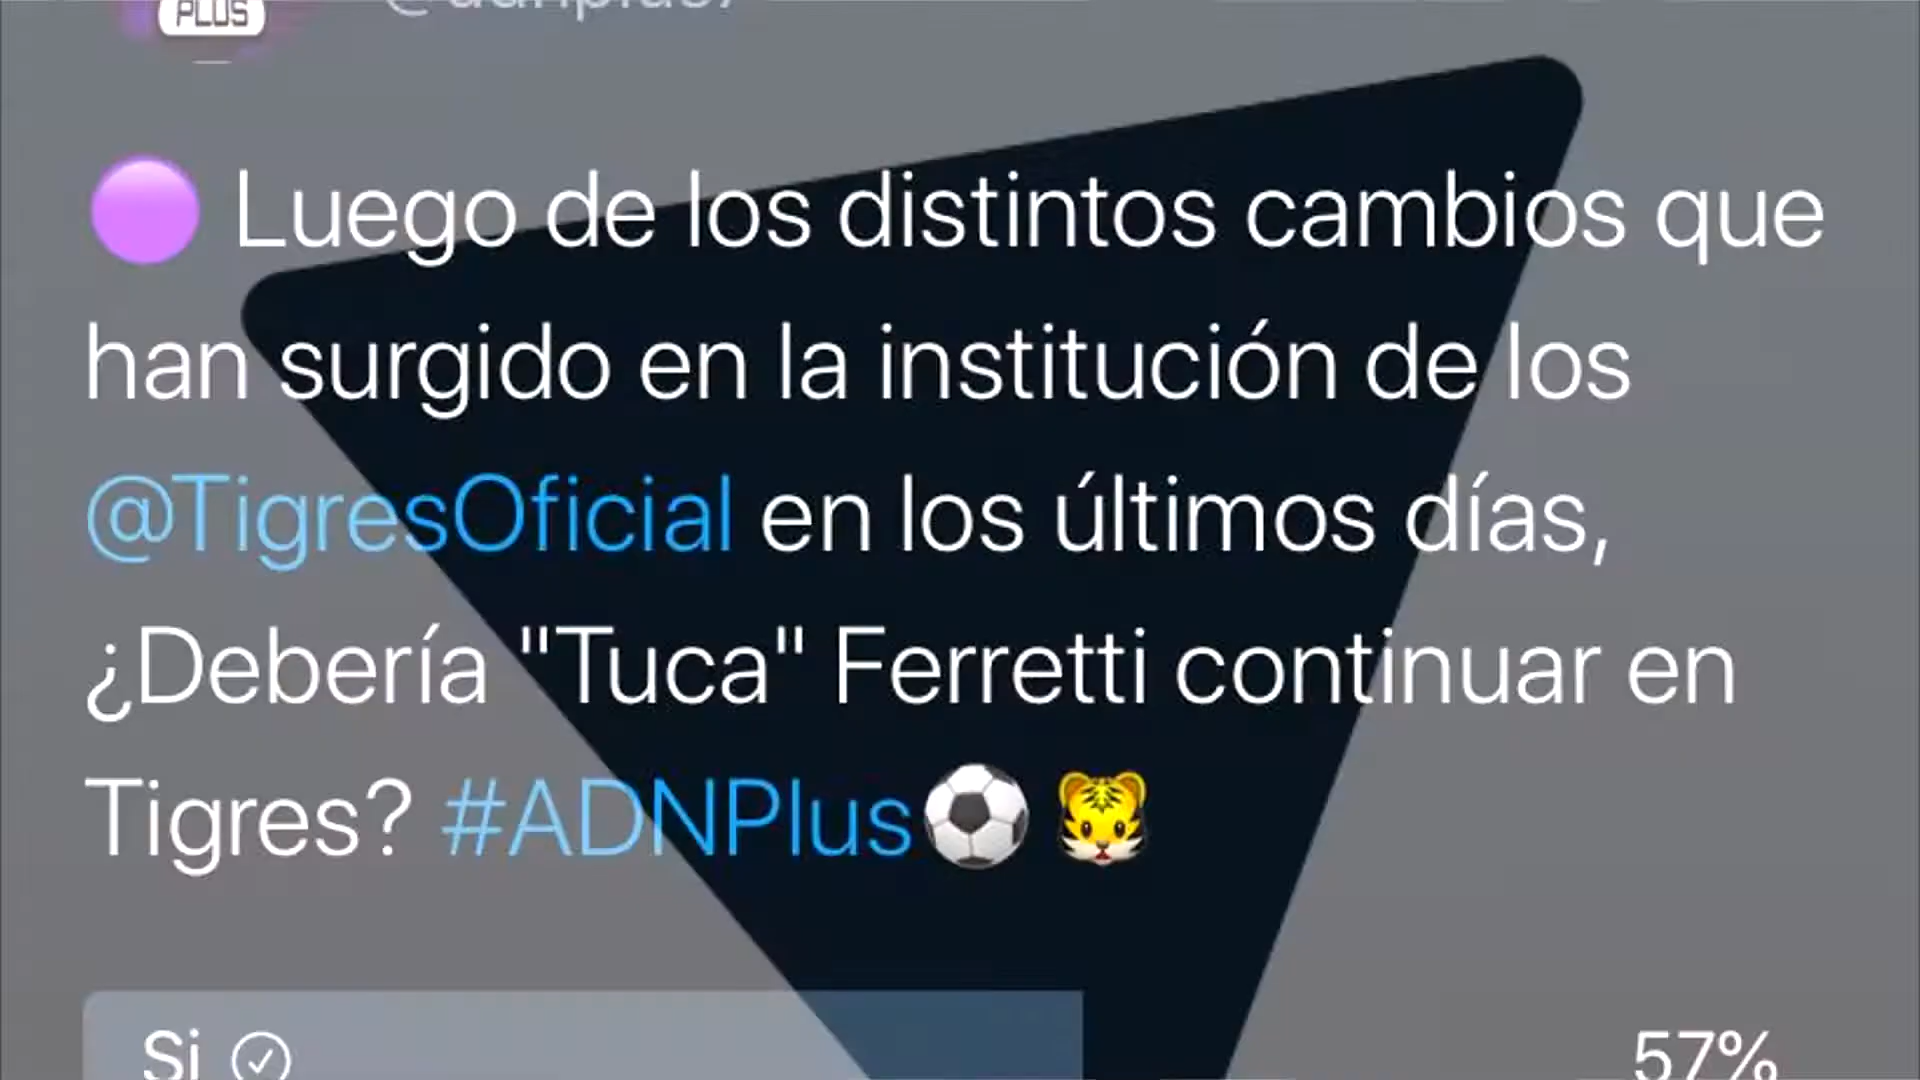 PLUS
Luego de los distintos cambios que
han surgido en la institución de los
@TigresOficial en los últimos días,
¿Debería "Tuca" Ferretti continuar en
Tigres? #ADNPlus
Si
57%